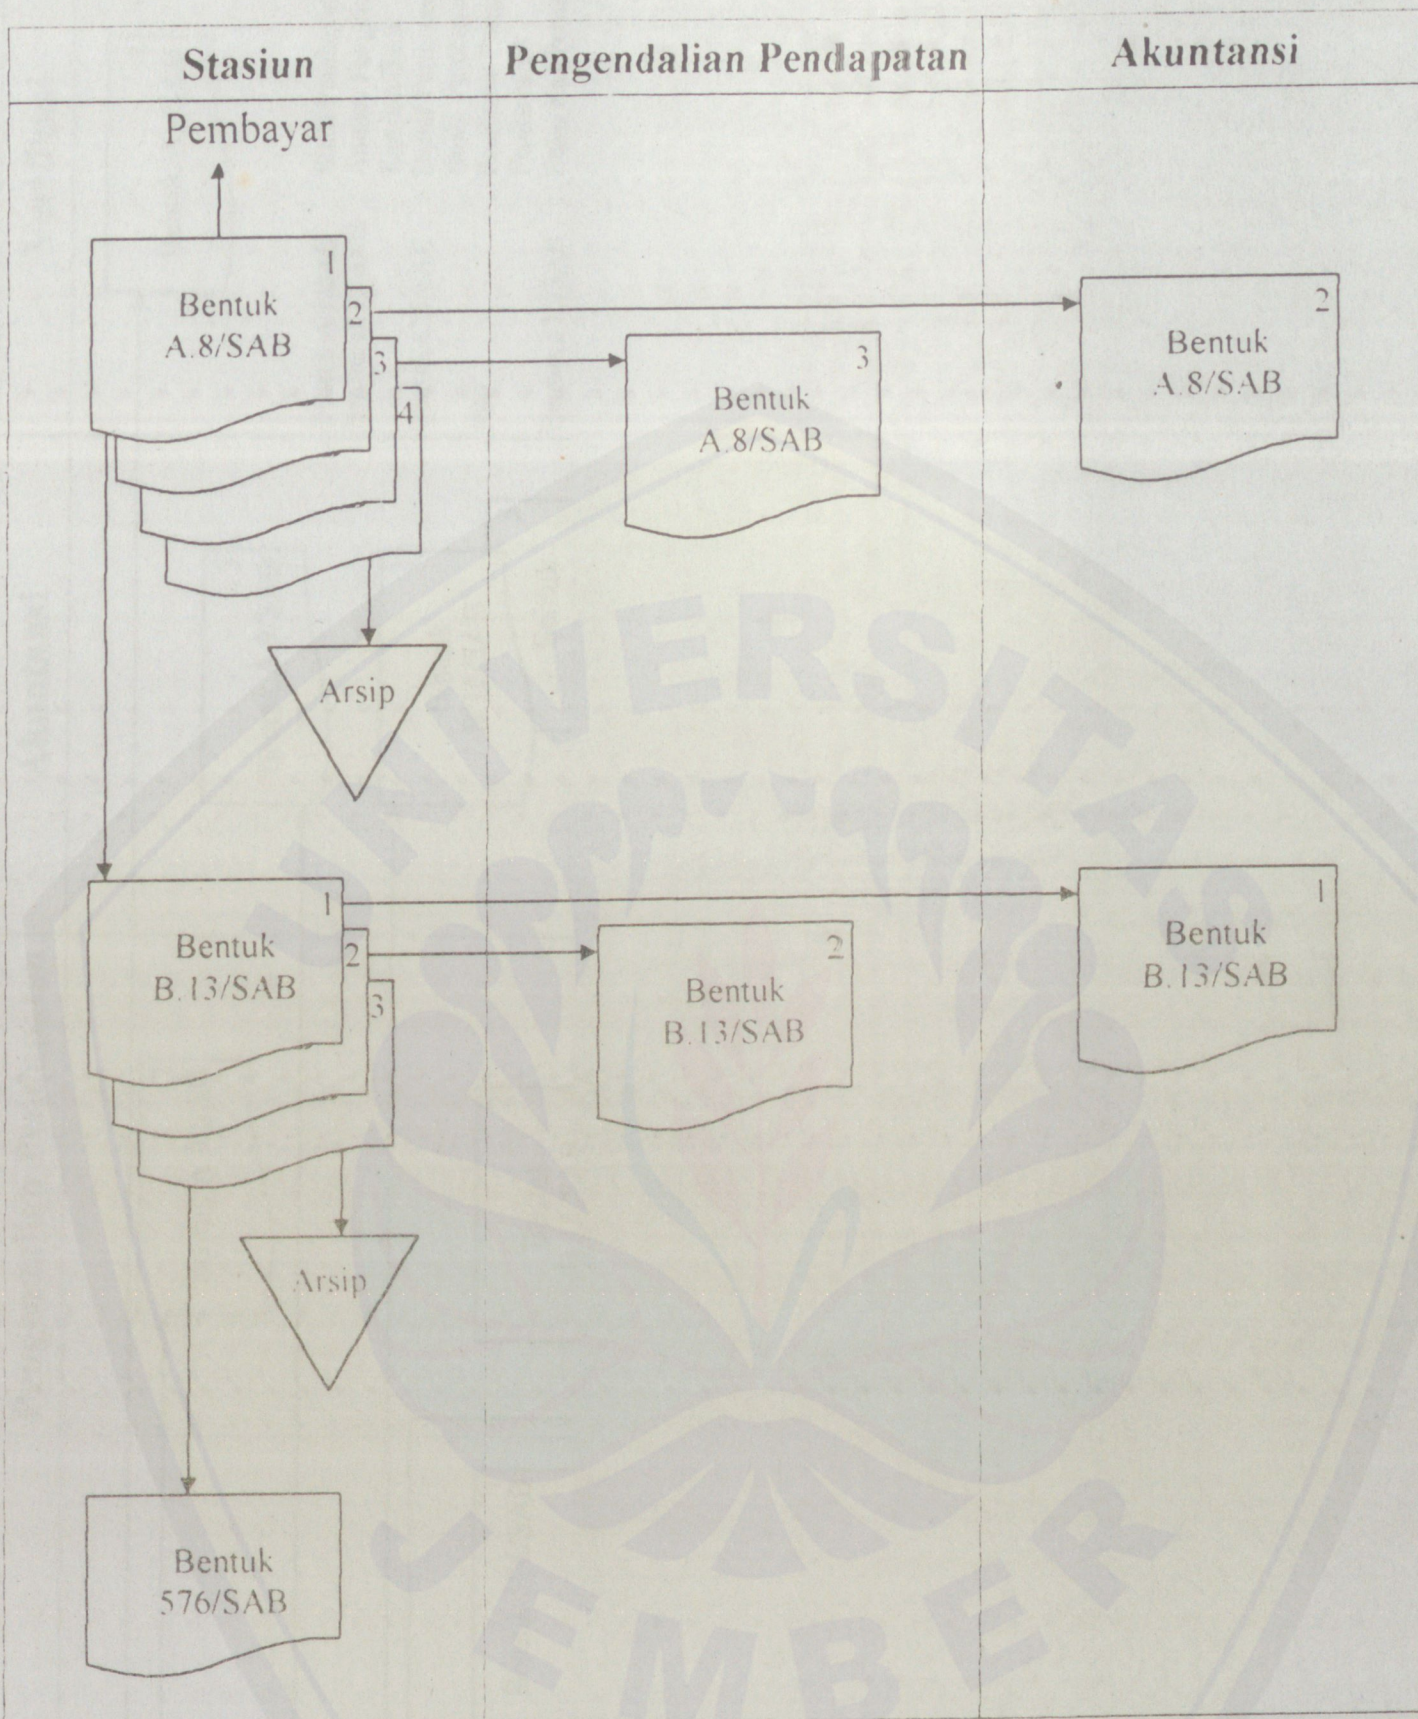 Stasiun
Pengendalian Pendapatan
Akuntansi
Pembayar
1
Bentuk
A.8/SAB
2
3
4
3
Bentuk
A.8/SAB
2
Bentuk
A.8/SAB
Arsip
1
Bentuk
B.13/SAB
2
3
2
Bentuk
B.13/SAB
1
Bentuk
B.13/SAB
Arsip
Bentuk
576/SAB
UNIVERSITAS
JEMBER